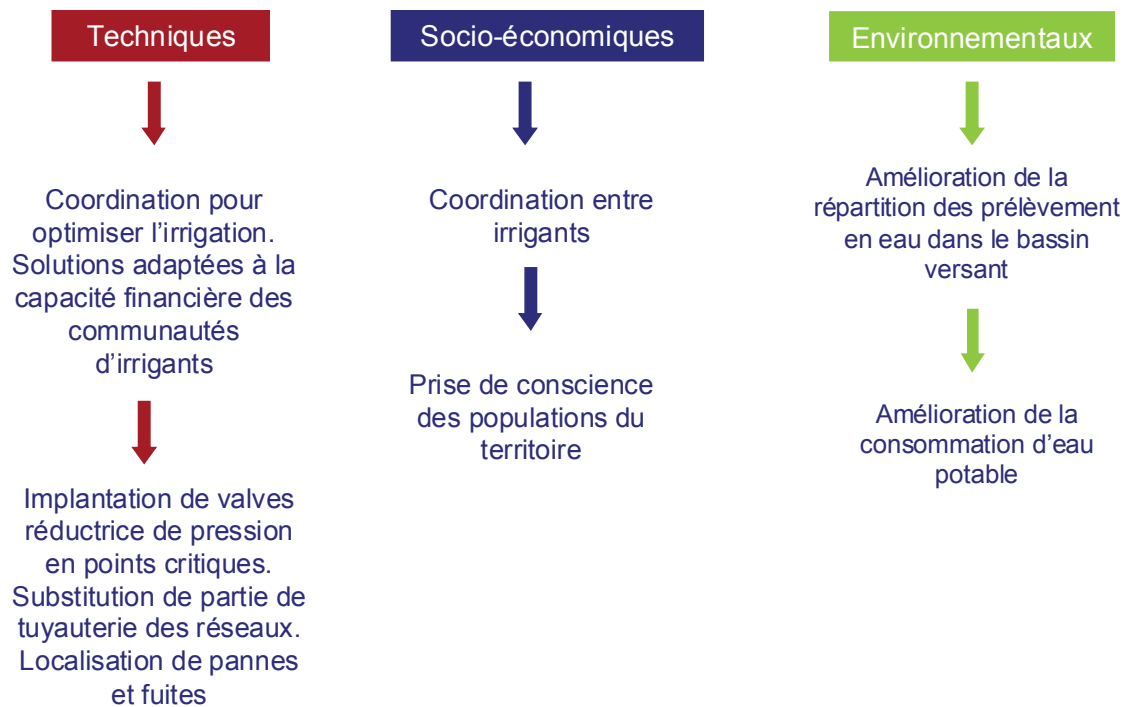 Techniques
Coordination pour
optimiser l'irrigation.
Solutions adaptées à la
capacité financière des
communautés
d'irrigants
Implantation de valves
réductrice de pression
en points critiques.
Substitution de partie de
tuyauterie des réseaux.
Localisation de pannes
et fuites
Socio-économiques
Coordination entre
irrigants
Prise de conscience
des populations du
territoire
Environnementaux
Amélioration de la
répartition des prélèvement
en eau dans le bassin
versant
Amélioration de la
consommation d'eau
potable